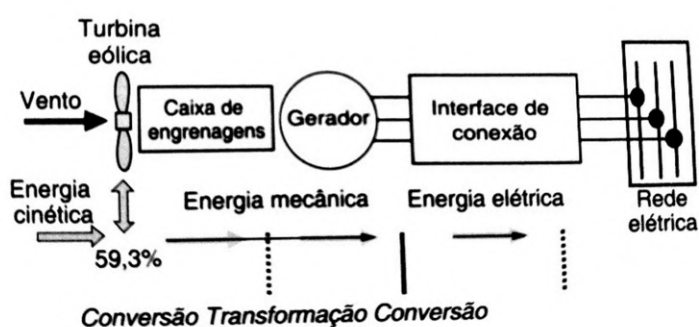 Turbina
eólica
Vento
Caixa de
engrenagens
Gerador
Interface de
conexão
Rede
elétrica
Energia
cinética
59,3%
Energia mecânica
Energia elétrica
Conversão Transformação Conversão